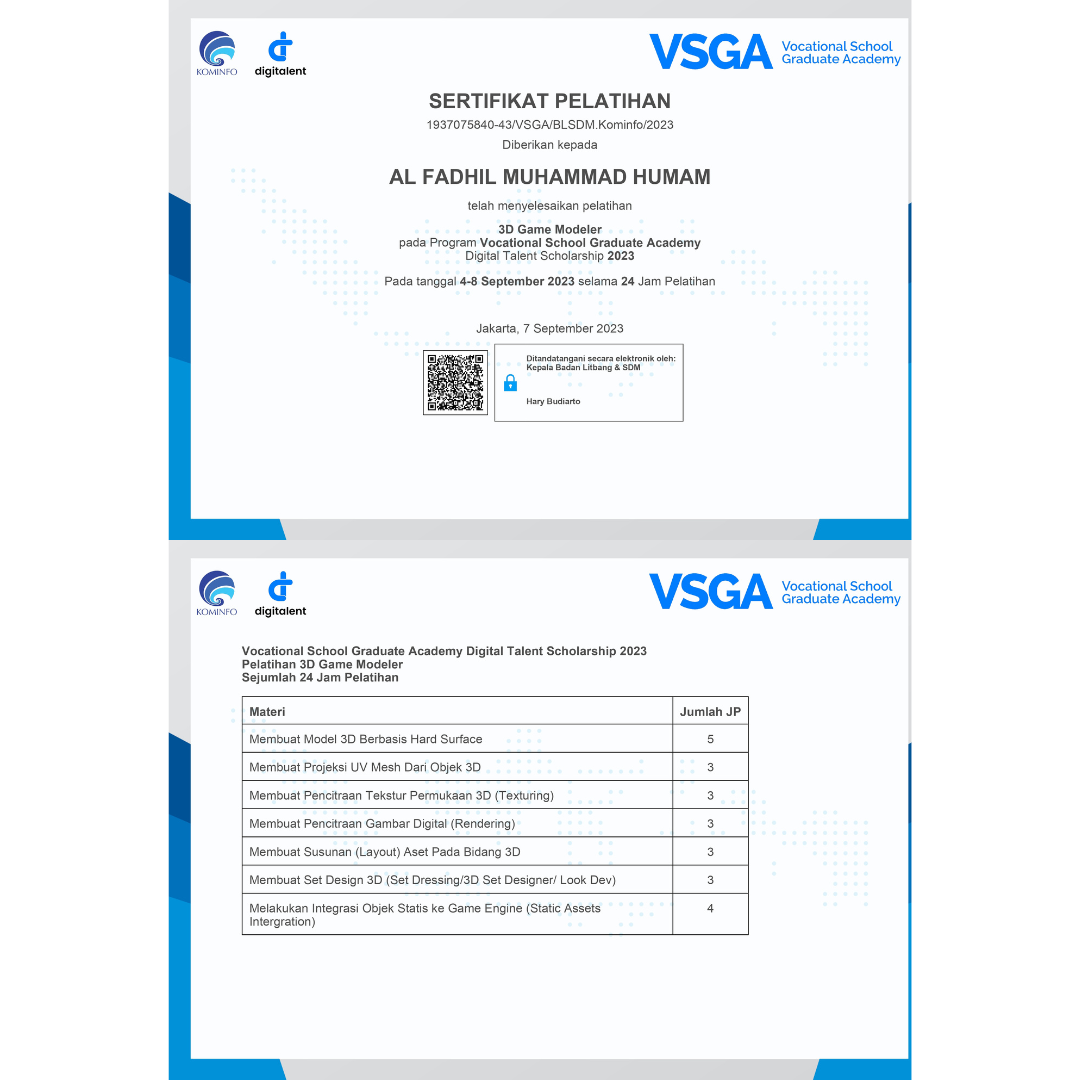 KOMINFO
digitalent
VSGA
Vocational School
Graduate Academy
SERTIFIKAT PELATIHAN
1937075840-43/VSGA/BLSDM.Kominfo/2023
Diberikan kepada
AL FADHIL MUHAMMAD HUMAM
telah menyelesaikan pelatihan
3D Game Modeler
pada Program Vocational School Graduate Academy
Digital Talent Scholarship 2023
Pada tanggal 4-8 September 2023 selama 24 Jam Pelatihan
Jakarta, 7 September 2023
Ditandatangani secara elektronik oleh:
Kepala Badan Litbang & SDM
Hary Budiarto
KOMINFO
digitalent
VSGA
Vocational School
Graduate Academy
Vocational School Graduate Academy Digital Talent Scholarship 2023
Pelatihan 3D Game Modeler
Sejumlah 24 Jam Pelatihan
Materi Jumlah JP
Membuat Model 3D Berbasis Hard Surface 5
Membuat Projeksi UV Mesh Dari Objek 3D 3
Membuat Pencitraan Tekstur Permukaan 3D (Texturing) 3
Membuat Pencitraan Gambar Digital (Rendering) 3
Membuat Susunan (Layout) Aset Pada Bidang 3D 3
Membuat Set Design 3D (Set Dressing/3D Set Designer/ Look Dev) 3
Melakukan Integrasi Objek Statis ke Game Engine (Static Assets 4
Intergration)